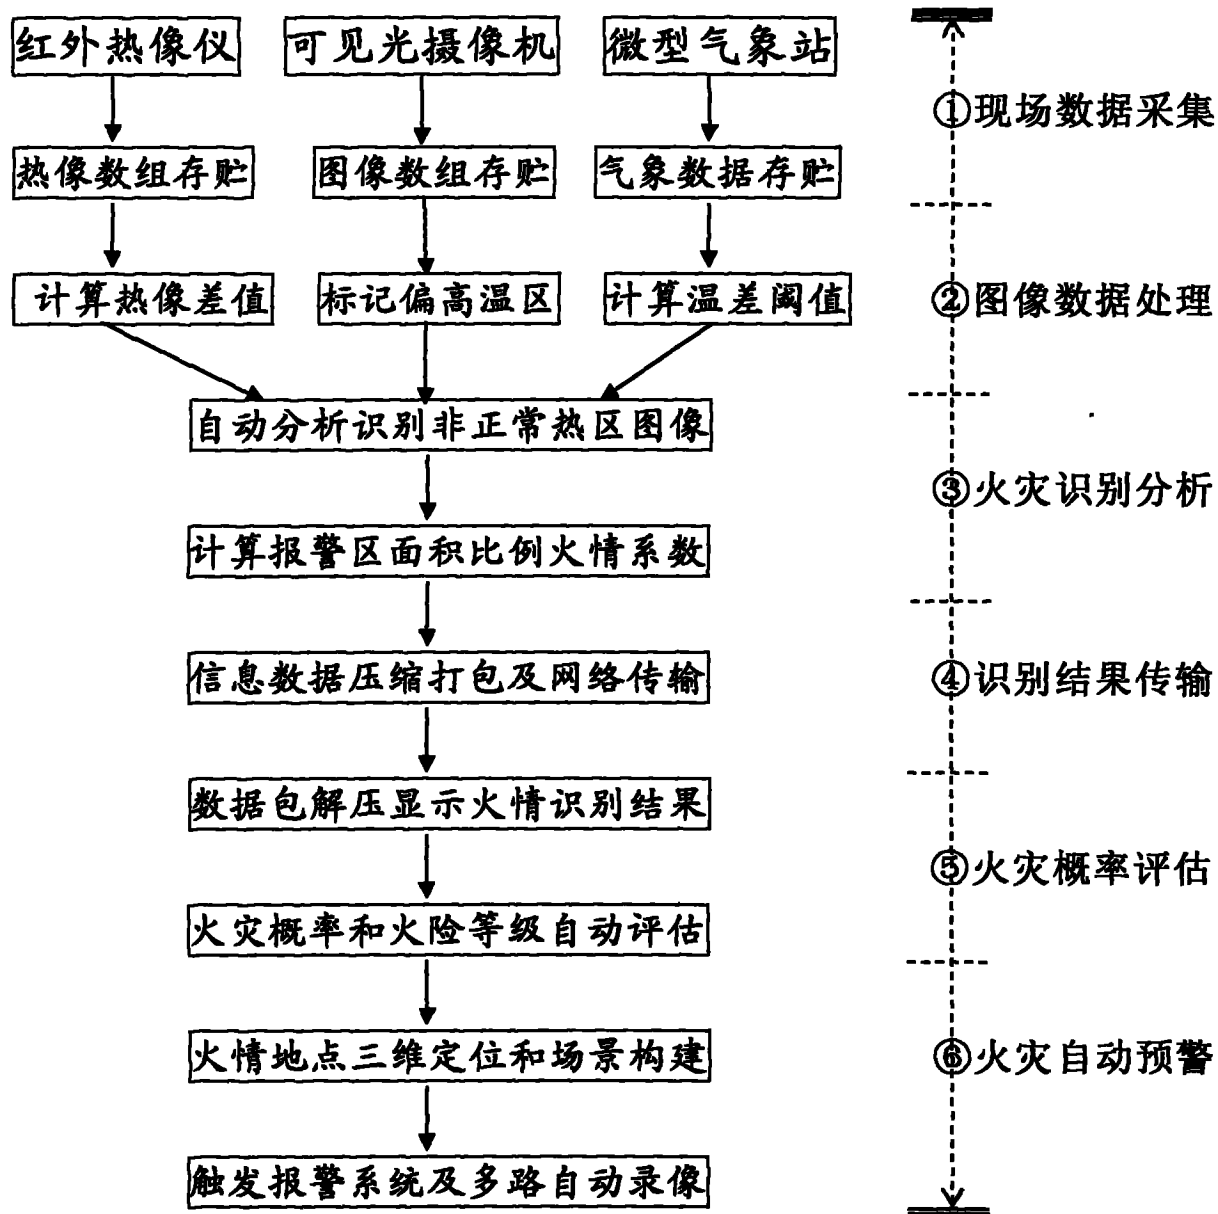 红外热像仪
可见光摄像机
微型气象站
①现场数据采集
热像数组存贮
图像数组存贮
气象数据存贮
计算热像差值
标记偏高温区
计算温差阈值
②图像数据处理
自动分析识别非正常热区图像
③火灾识别分析
计算报警区面积比例火情系数
信息数据压缩打包及网络传输
④识别结果传输
数据包解压显示火情识别结果
⑤火灾概率评估
火灾概率和火险等级自动评估
火情地点三维定位和场景构建
⑥火灾自动预警
触发报警系统及多路自动录像